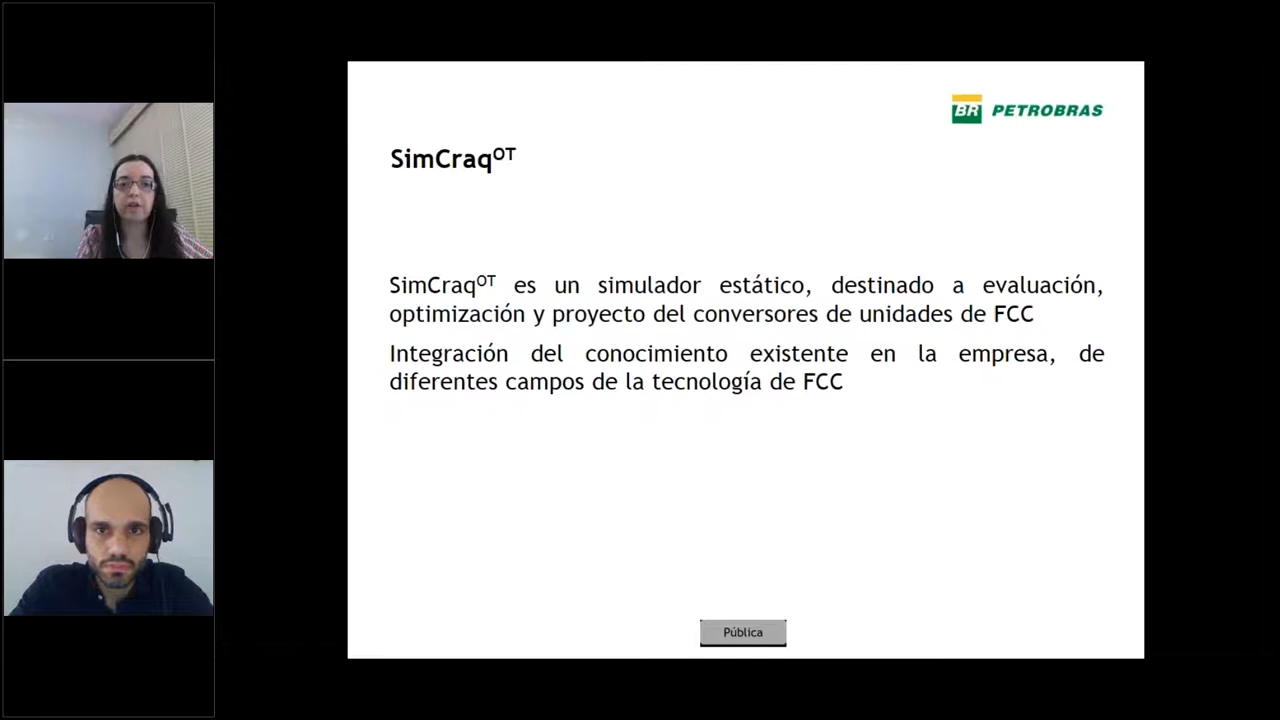 BR PETROBRAS
SimCraqOT
SimCraqOT es un simulador estático, destinado a evaluación,
optimización y proyecto del conversores de unidades de FCC
Integración del conocimiento existente en la empresa, de
diferentes campos de la tecnología de FCC
Pública